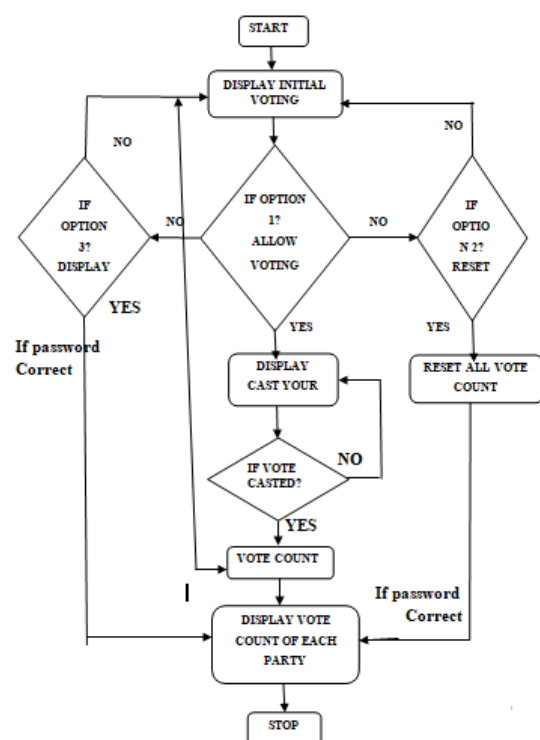 START
DISPLAY INITIAL
VOTING
NO
NO
IF
OPTION
3?
DISPLAY
NO
IF OPTION
1?
ALLOW
VOTING
NO
IF
OPTIO
N 2?
RESET
YES
If password
Correct
YES
YES
DISPLAY
CAST YOUR
RESET ALL VOTE
COUNT
IF VOTE
CASTED?
NO
YES
VOTE COUNT
If password
Correct
DISPLAY VOTE
COUNT OF EACH
PARTY
STOP